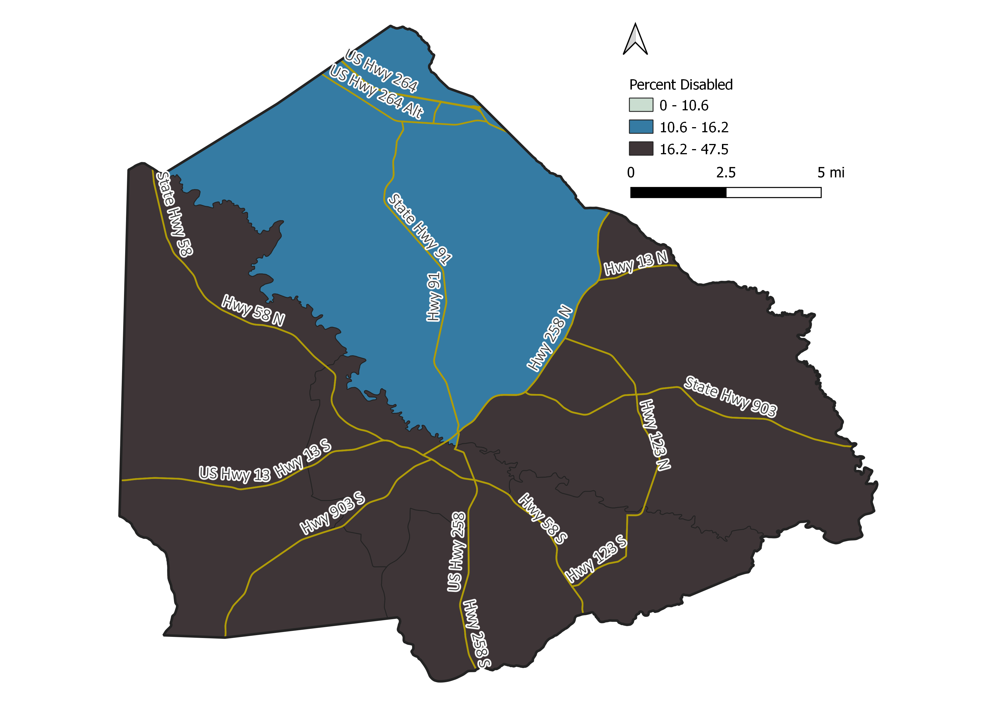 US Hwy 264
US Hwy 264 Alt
Percent Disabled
0 - 10.6
10.6 - 16.2
16.2 - 47.5
0 2.5 5 mi
State Hwy 58
State Hwy 91
Hwy 13 N
Hwy 91
Hwy 58 N
Hwy 258 N
State Hwy 903
Hwy 123 N
US Hwy 13
Hwy 13 S
Hwy 903 S
Hwy 58 S
US Hwy 258
Hwy 123 S
Hwy 258 S